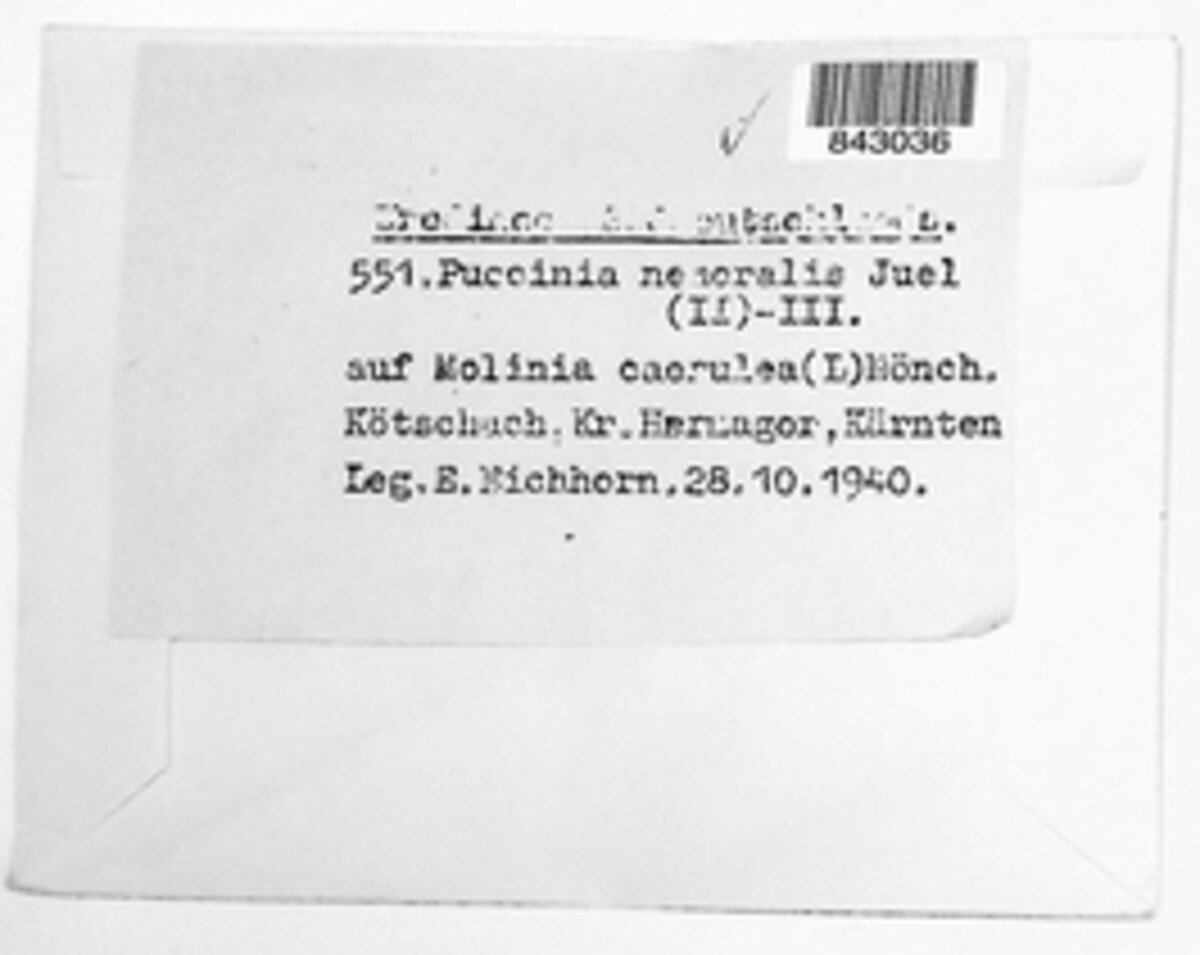 843036
551.Puccinia nemoralis Juel
(II)-III.
auf Molinia caerulea(L)Mönch.
Kötschach, Kr.Hermagor,Kärnten
Leg.E.Eichhorn,28.10.1940.